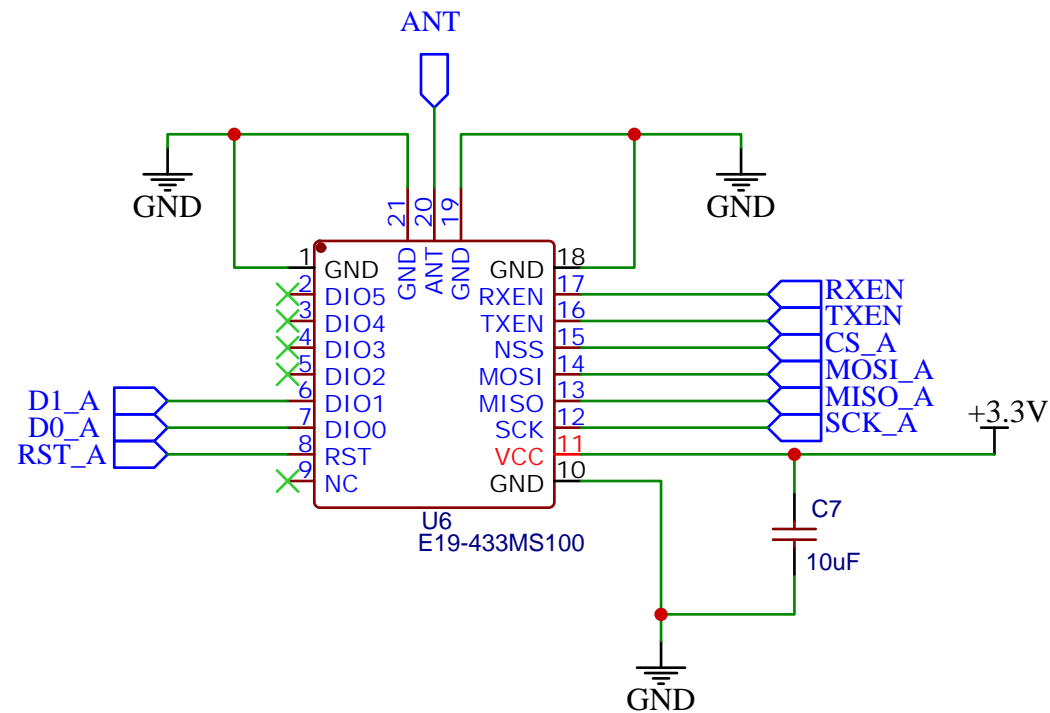 ANT
GND
GND
21
20
19
GND
ANT
GND
1
GND
2
DIO5
3
DIO4
4
DIO3
5
DIO2
D1_A
6
DIO1
D0_A
7
DIO0
RST_A
8
RST
9
NC
GND
18
RXEN
17
RXEN
TXEN
16
TXEN
NSS
15
CS_A
MOSI
14
MOSI_A
MISO
13
MISO_A
SCK
12
SCK_A
VCC
11
+3.3V
GND
10
U6
E19-433MS100
C7
10uF
GND